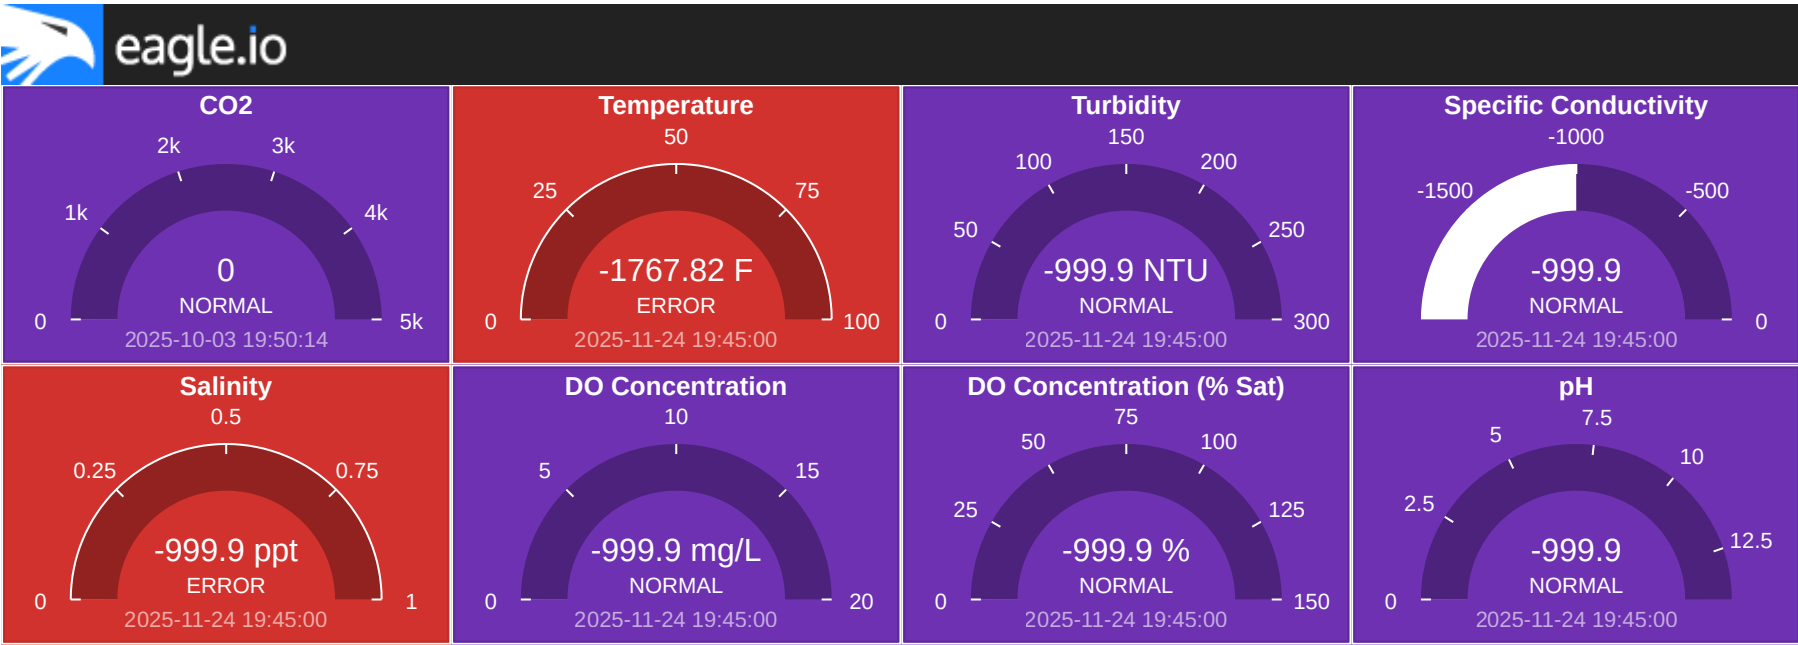 eagle.io
CO2
2k
3k
1k
4k
0
NORMAL
0
5k
2025-10-03 19:50:14
Temperature
50
25
75
-1767.82 F
ERROR
0
100
2025-11-24 19:45:00
Turbidity
150
100
200
50
250
-999.9 NTU
NORMAL
0
300
2025-11-24 19:45:00
Specific Conductivity
-1000
-1500
-500
-999.9
NORMAL
0
2025-11-24 19:45:00
Salinity
0.5
0.25
0.75
-999.9 ppt
ERROR
0
1
2025-11-24 19:45:00
DO Concentration
10
5
15
-999.9 mg/L
NORMAL
0
20
2025-11-24 19:45:00
DO Concentration (% Sat)
75
50
100
25
125
-999.9 %
NORMAL
0
150
2025-11-24 19:45:00
pH
7.5
5
10
2.5
12.5
-999.9
NORMAL
0
2025-11-24 19:45:00